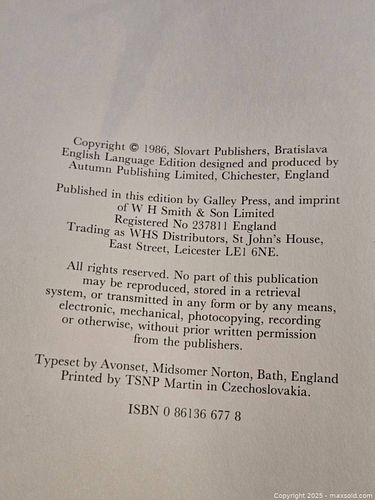 Copyright © 1986, Slovart Publishers, Bratislava
English Language Edition designed and produced by
Autumn Publishing Limited, Chichester, England
Published in this edition by Galley Press, and imprint
of W H Smith & Son Limited
Registered No 237811 England
Trading as WHS Distributors, St John's House,
East Street, Leicester LE1 6NE.
All rights reserved. No part of this publication
may be reproduced, stored in a retrieval
system, or transmitted in any form or by any means,
electronic, mechanical, photocopying, recording
or otherwise, without prior written permission
from the publishers.
Typeset by Avonset, Midsomer Norton, Bath, England
Printed by TSNP Martin in Czechoslovakia.
ISBN 0 86136 677 8
Copyright 2025 - maxsold.com